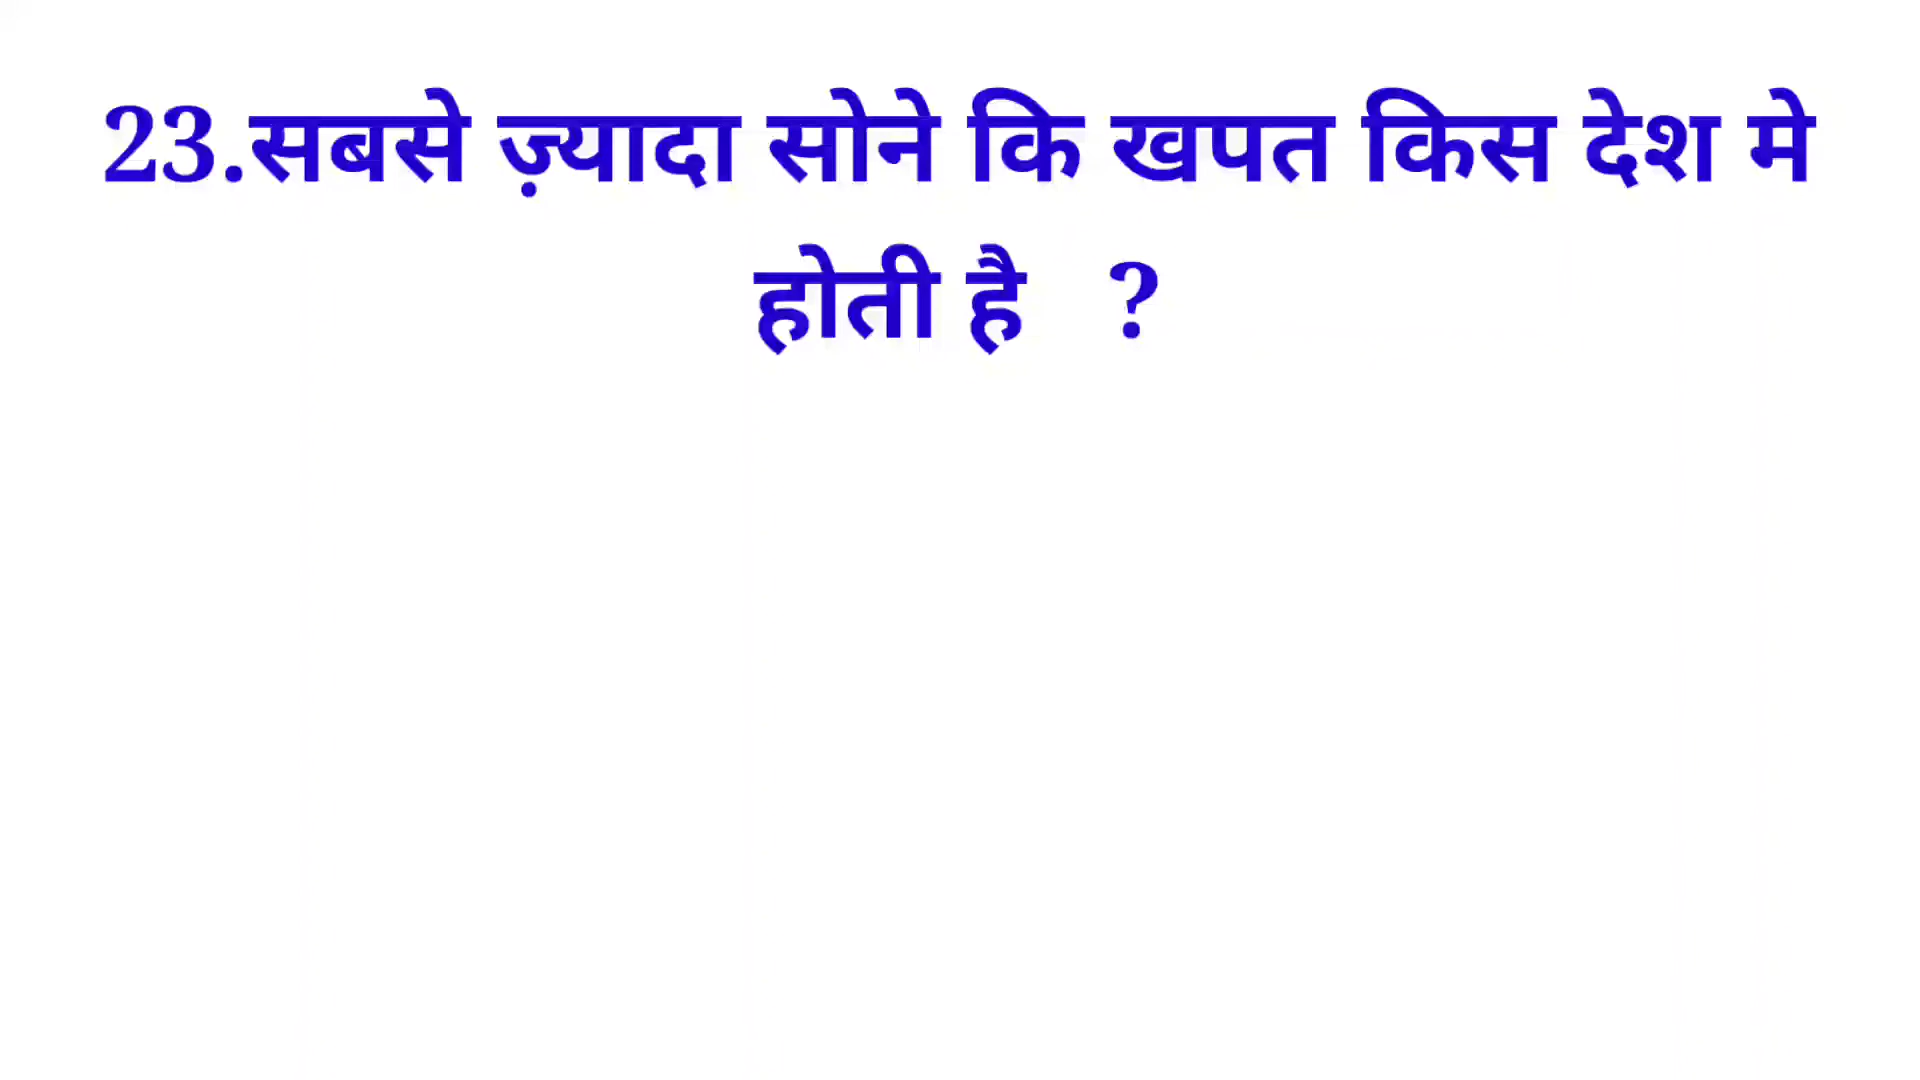 23.सबसे ज़्यादा सोने कि खपत किस देश मे
होती है ?